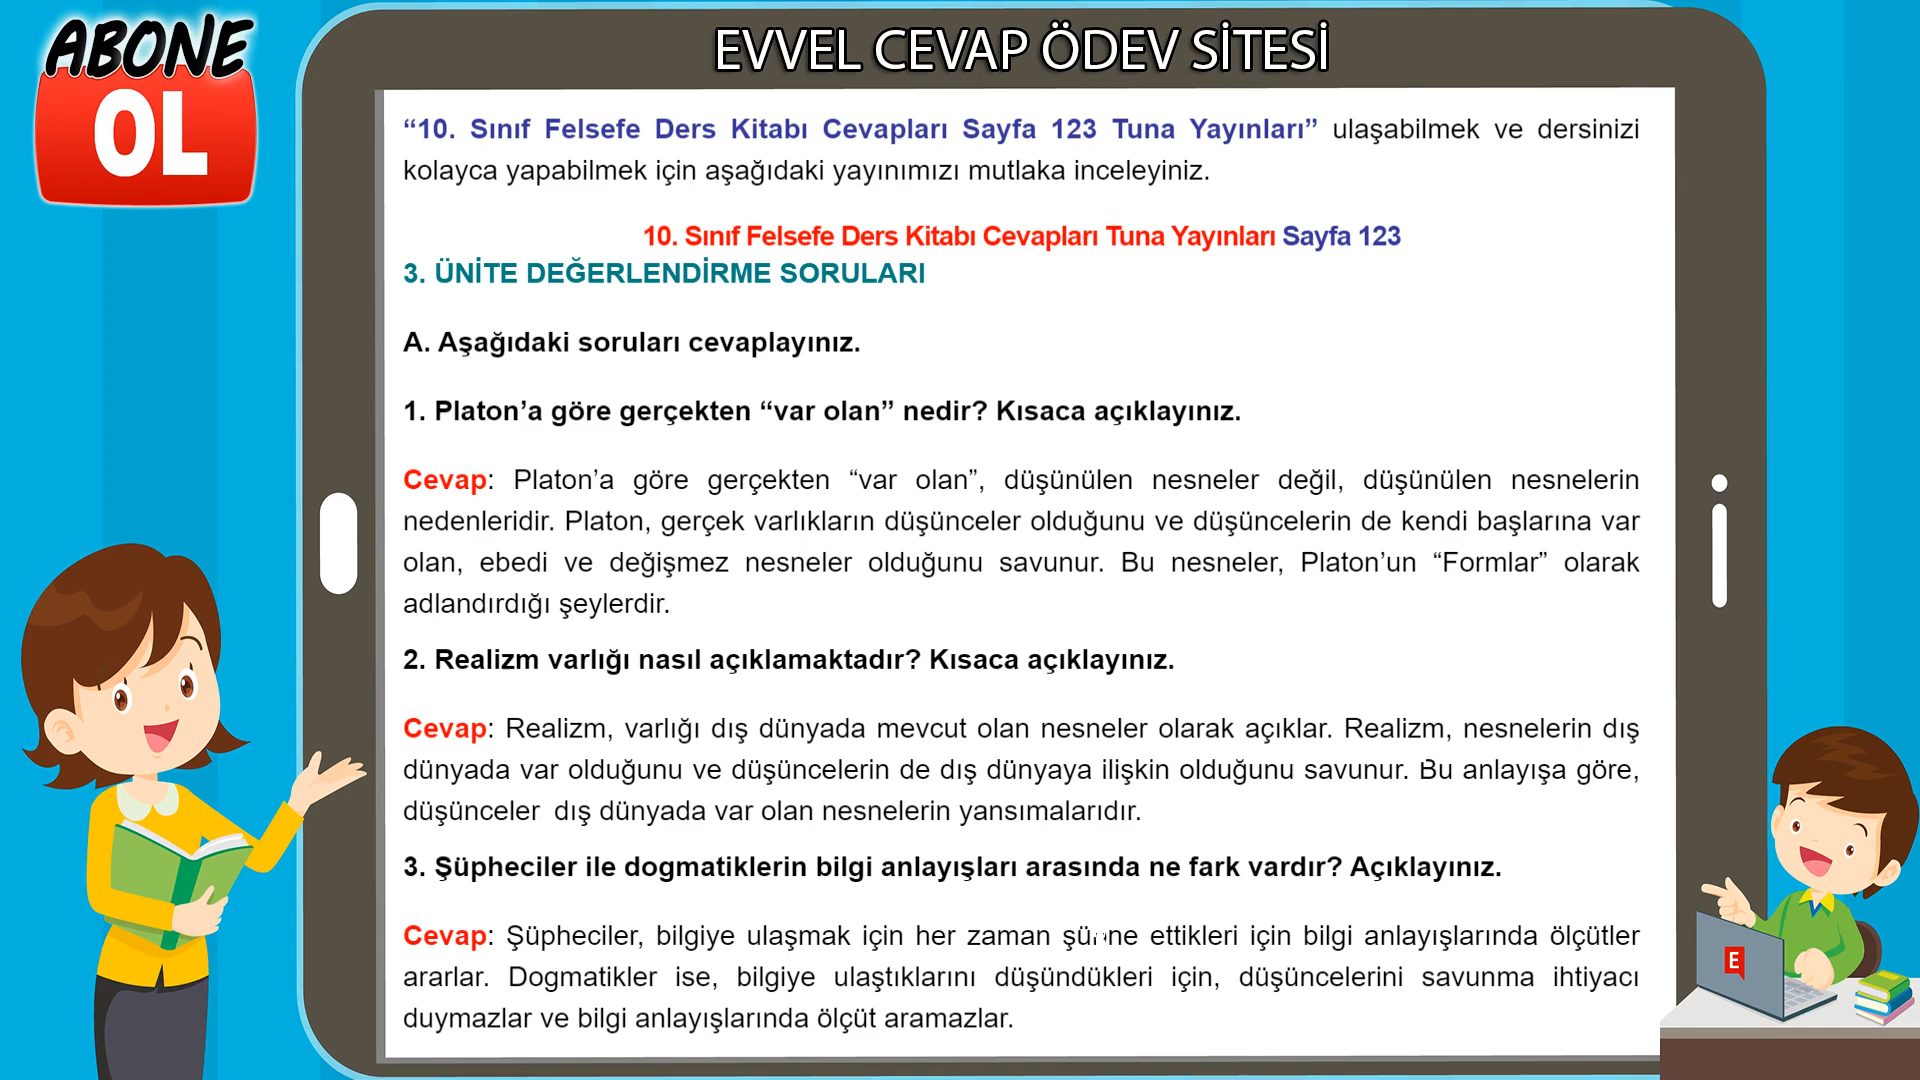 ABONE
OL
EVVEL CEVAP ÖDEV SİTESİ
“10. Sınıf Felsefe Ders Kitabı Cevapları Sayfa 123 Tuna Yayınları” ulaşabilmek ve dersinizi
kolayca yapabilmek için aşağıdaki yayınımızı mutlaka inceleyiniz.
10. Sınıf Felsefe Ders Kitabı Cevapları Tuna Yayınları Sayfa 123
3. ÜNİTE DEĞERLENDİRME SORULARI
A. Aşağıdaki soruları cevaplayınız.
1. Platon’a göre gerçekten “var olan” nedir? Kısaca açıklayınız.
Cevap: Platon’a göre gerçekten “var olan”, düşünülen nesneler değil, düşünülen nesnelerin
nedenleridir. Platon, gerçek varlıkların düşünceler olduğunu ve düşüncelerin de kendi başlarına var
olan, ebedi ve değişmez nesneler olduğunu savunur. Bu nesneler, Platon’un “Formlar” olarak
adlandırdığı şeylerdir.
2. Realizm varlığı nasıl açıklamaktadır? Kısaca açıklayınız.
Cevap: Realizm, varlığı dış dünyada mevcut olan nesneler olarak açıklar. Realizm, nesnelerin dış
dünyada var olduğunu ve düşüncelerin de dış dünyaya ilişkin olduğunu savunur. Bu anlayışa göre,
düşünceler dış dünyada var olan nesnelerin yansımalarıdır.
3. Şüpheciler ile dogmatiklerin bilgi anlayışları arasında ne fark vardır? Açıklayınız.
Cevap: Şüpheciler, bilgiye ulaşmak için her zaman ettikleri için bilgi anlayışlarında ölçütler
ararlar. Dogmatikler ise, bilgiye ulaştıklarını düşündükleri için, düşüncelerini savunma ihtiyacı
duymazlar ve bilgi anlayışlarında ölçüt aramazlar.
E